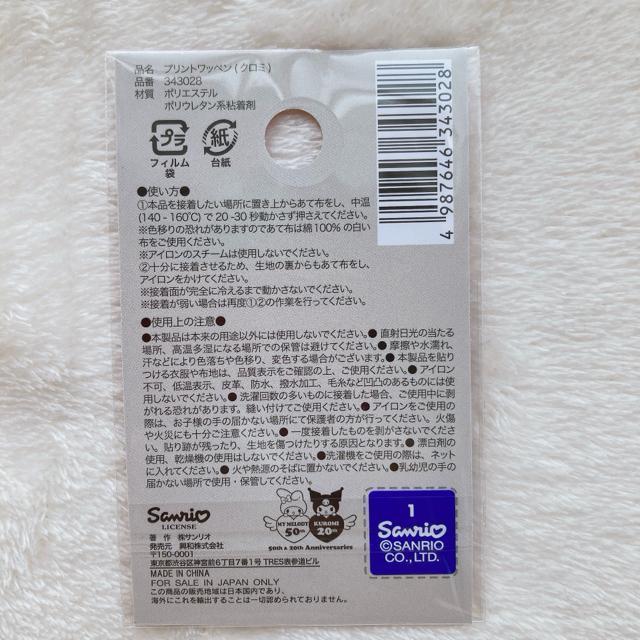 品名 プリントワッペン(クロミ)
品番 343028
材質 ポリエステル
ポリウレタン系粘着剤
プラ
フィルム
袋
紙
台紙
4 987646 343028
●使い方●
①本品を接着したい場所に置き上からあて布をし、中温
(140-160℃)で20-30秒動かさず押さえてください。
※色移りの恐れがありますのであて布は綿100%の白い
布をご使用ください。
※アイロンのスチームは使用しないでください。
②十分に接着させるため、生地の裏からもあて布をし、
アイロンをかけてください。
※接着面が完全に冷えるまで動かさないでください。
※接着が弱い場合は再度①②の作業を行ってください。
●使用上の注意●
●本製品は本来の用途以外には使用しないでください。● 直射日光の当たる
場所、高温多湿になる場所での保管は避けてください。● 摩擦や水濡れ、
汗などにより色落ちや色移り、変色する場合がございます。● 本製品を貼り
つける衣服や布地は、品質表示をご確認の上、ご使用ください。● アイロン
不可、低温表示、皮革、防水、撥水加工、毛糸など凹凸のあるものには使用
しないでください。● 洗濯回数の多いものに接着した場合、ご使用中に剥
がれる恐れがあります。縫い付けてご使用ください。● アイロンをご使用の
際は、お子様の手の届かない場所にて保護者の方が行ってください。火傷
や火災にも十分ご注意ください。● 一度接着したものを剥がさないでくださ
い。貼り跡が残ったり、生地を傷つけたりする原因となります。● 漂白剤の
使用、乾燥機の使用はしないでください。● 洗濯機をご使用の際は、ネット
に入れてください。● 火や熱源のそばに置かないでください。●乳幼児の手の
届かない場所で使用・保管してください。
Sanrio
LICENSE
MY MELODY
50th
KUROMI
20th
50th & 20th Anniversaries
1
Sanrio
©SANRIO
CO., LTD.
著 作 ㈱サンリオ
発売元 興和株式会社
〒150-0001
東京都渋谷区神宮前6丁目7番1号 TRES表参道ビル
MADE IN CHINA
FOR SALE IN JAPAN ONLY
この商品の販売地域は日本国内であり、
海外にこれを輸出することは一切認められておりません。